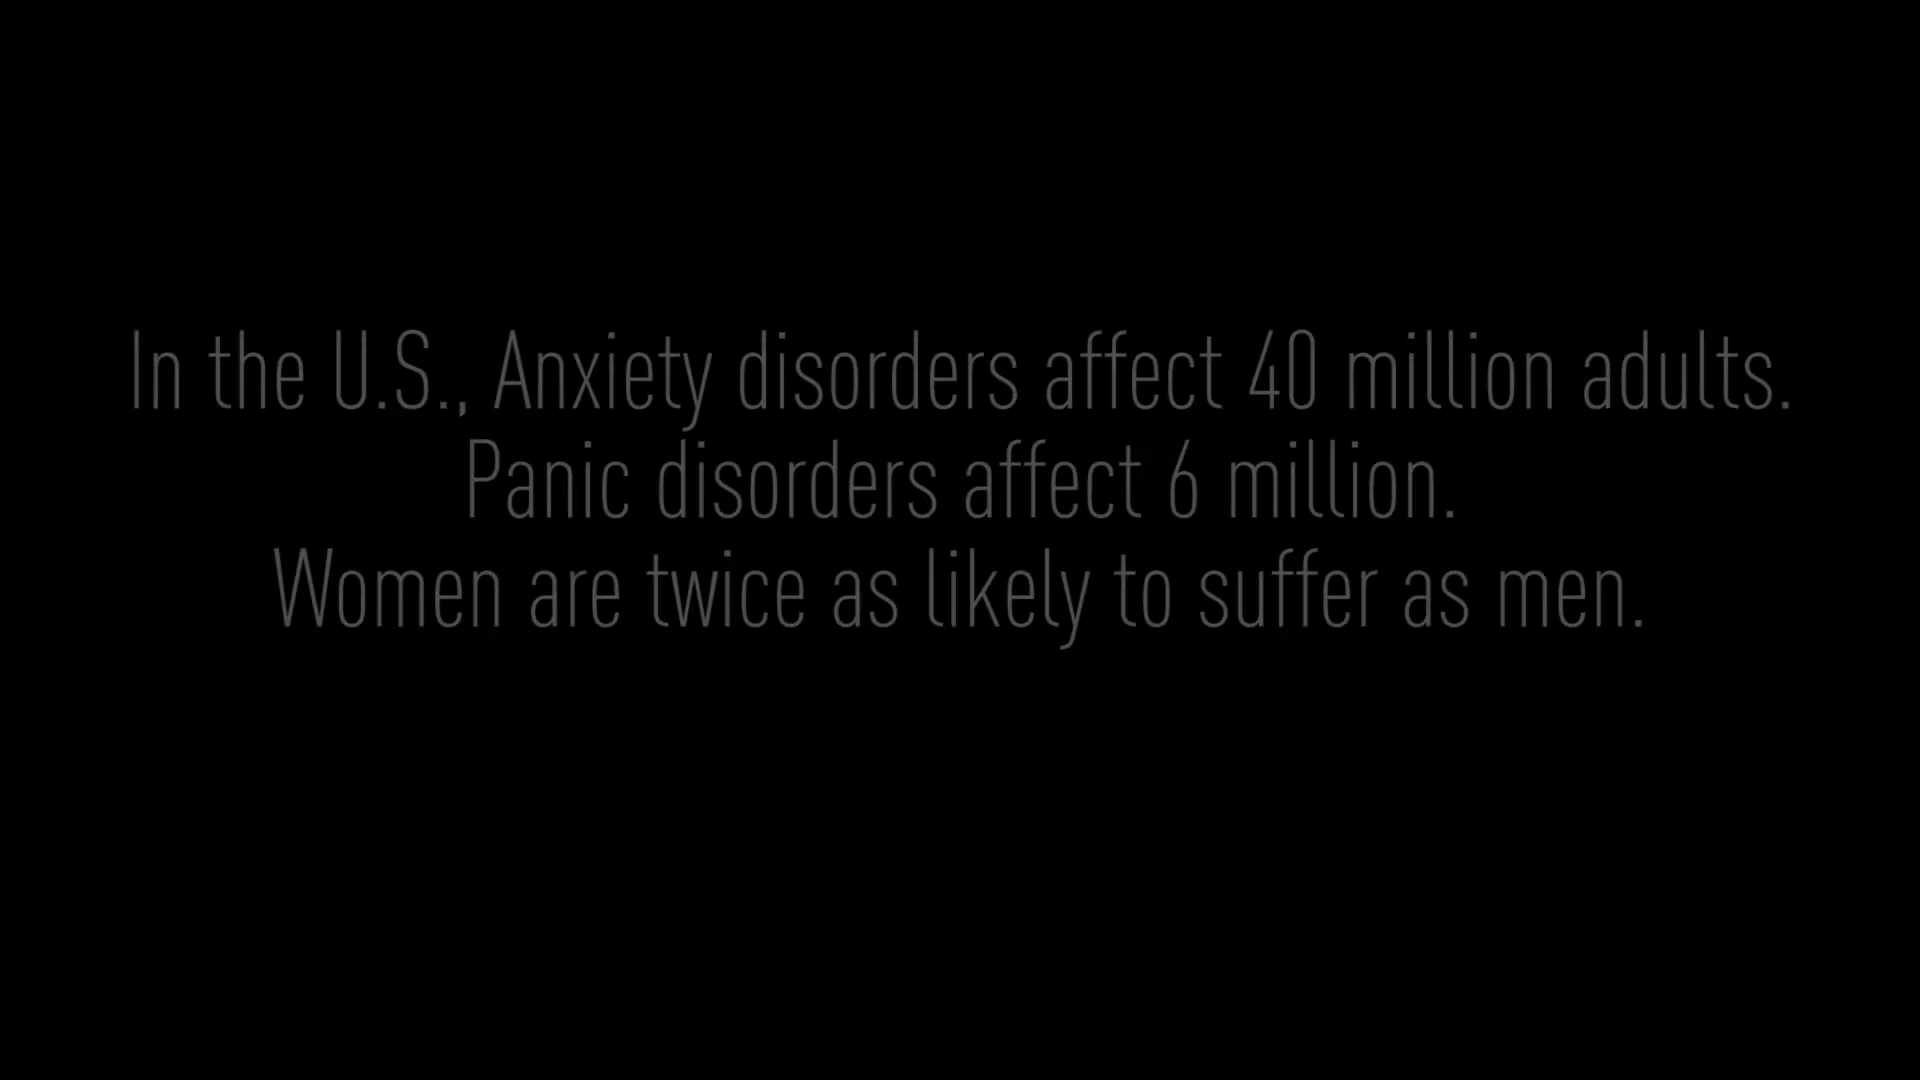 In the U.S., Anxiety disorders affect 40 million adults.
Panic disorders affect 6 million.
Women are twice as likely to suffer as men.